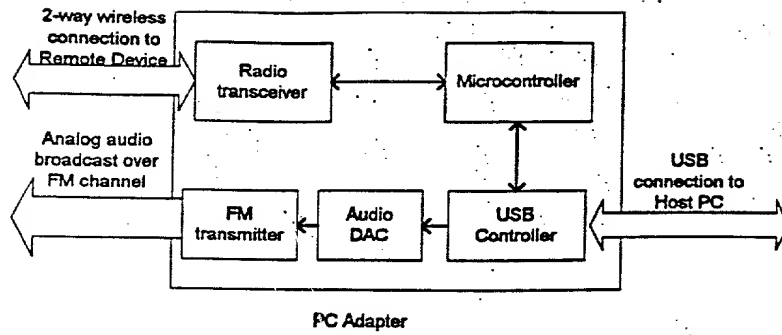 2-way wireless
connection to
Remote Device
Radio
transceiver
Microcontroller
Analog audio
broadcast over
FM channel
USB
connection to
Host PC
FM
transmitter
Audio
DAC
USB
Controller
PC Adapter